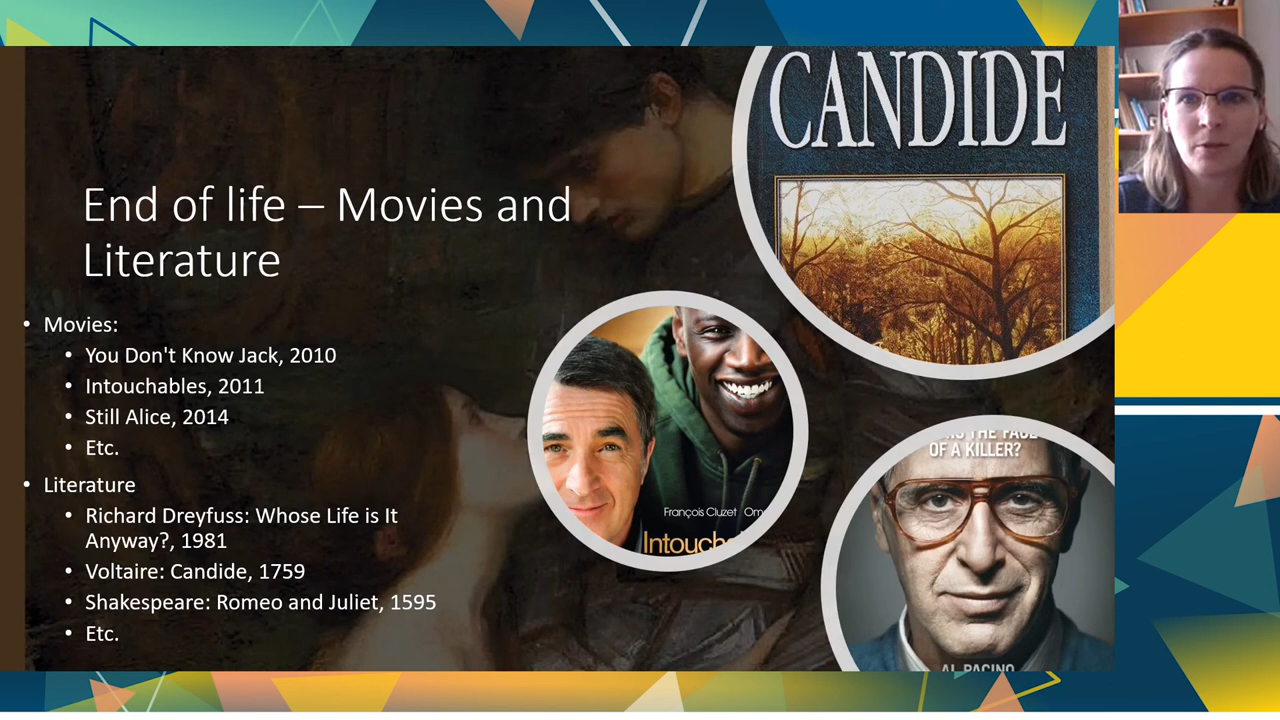 CANDIDE
End of life – Movies and
Literature
• Movies:
• You Don't Know Jack, 2010
• Intouchables, 2011
• Still Alice, 2014
• Etc.
• Literature
• Richard Dreyfuss: Whose Life is It
Anyway?, 1981
• Voltaire: Candide, 1759
• Shakespeare: Romeo and Juliet, 1595
• Etc.
François Cluzet
Intouch
OF A KILLER?
AL PACINO